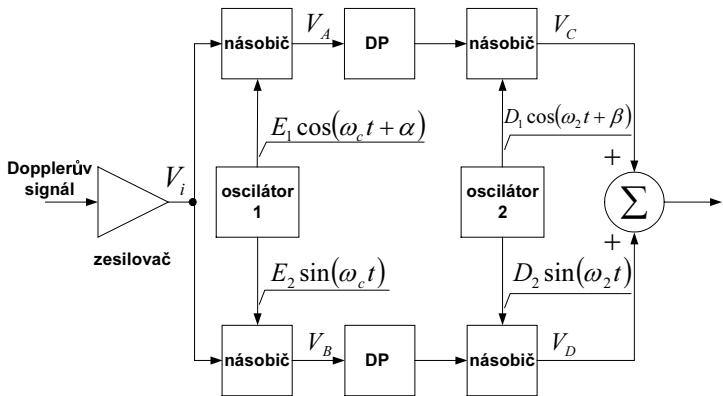 násobič
V_A
DP
násobič
V_C
E_1 cos(ω_c t + α)
D_1 cos(ω_2 t + β)
+
Dopplerův
signál
V_i
oscilátor
1
oscilátor
2
Σ
+
zesilovač
E_2 sin(ω_c t)
D_2 sin(ω_2 t)
násobič
V_B
DP
násobič
V_D